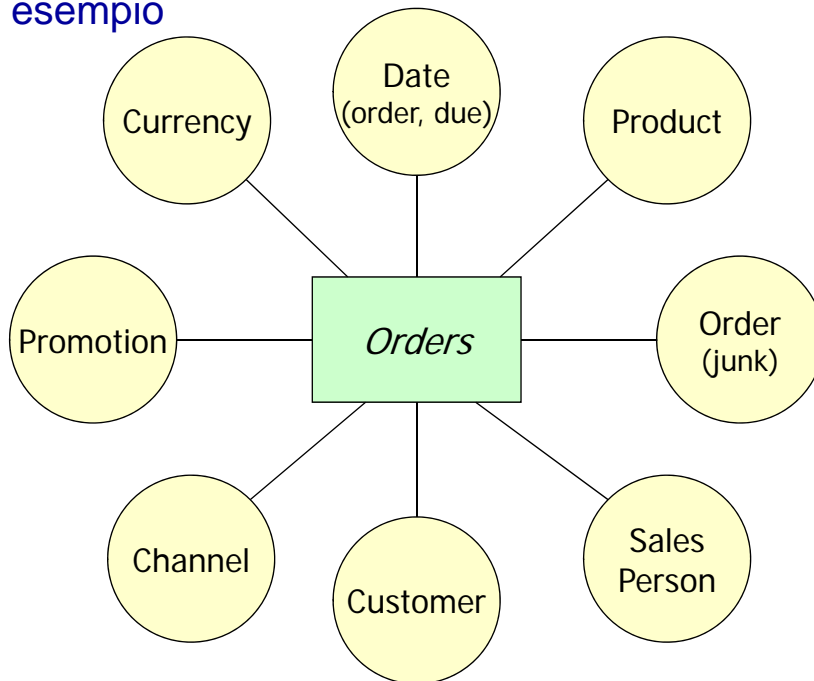 esempio
Date
(order, due)
Currency
Product
Promotion
Orders
Order
(junk)
Channel
Customer
Sales
Person